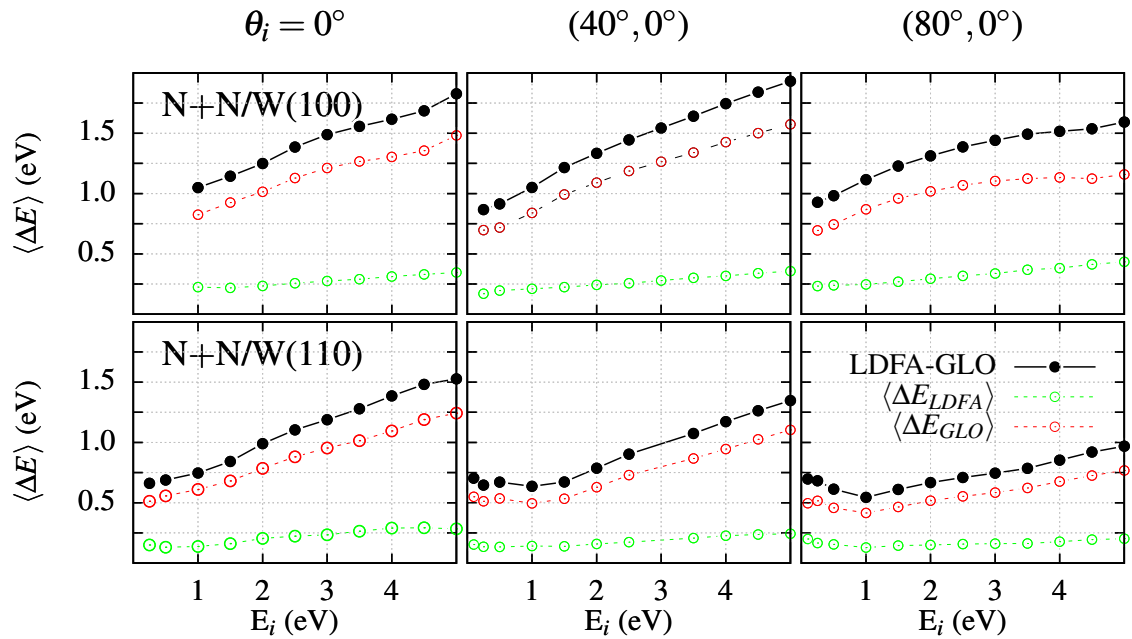 θᵢ = 0° (40°, 0°) (80°, 0°)
N+N/W(100)
⟨ΔE⟩ (eV)
1.5
1.0
0.5
N+N/W(110)
⟨ΔE⟩ (eV)
1.5
1.0
0.5
LDFA-GLO
⟨ΔE_LDFA⟩
⟨ΔE_GLO⟩
1 2 3 4 1 2 3 4 1 2 3 4
Eᵢ (eV) Eᵢ (eV) Eᵢ (eV)